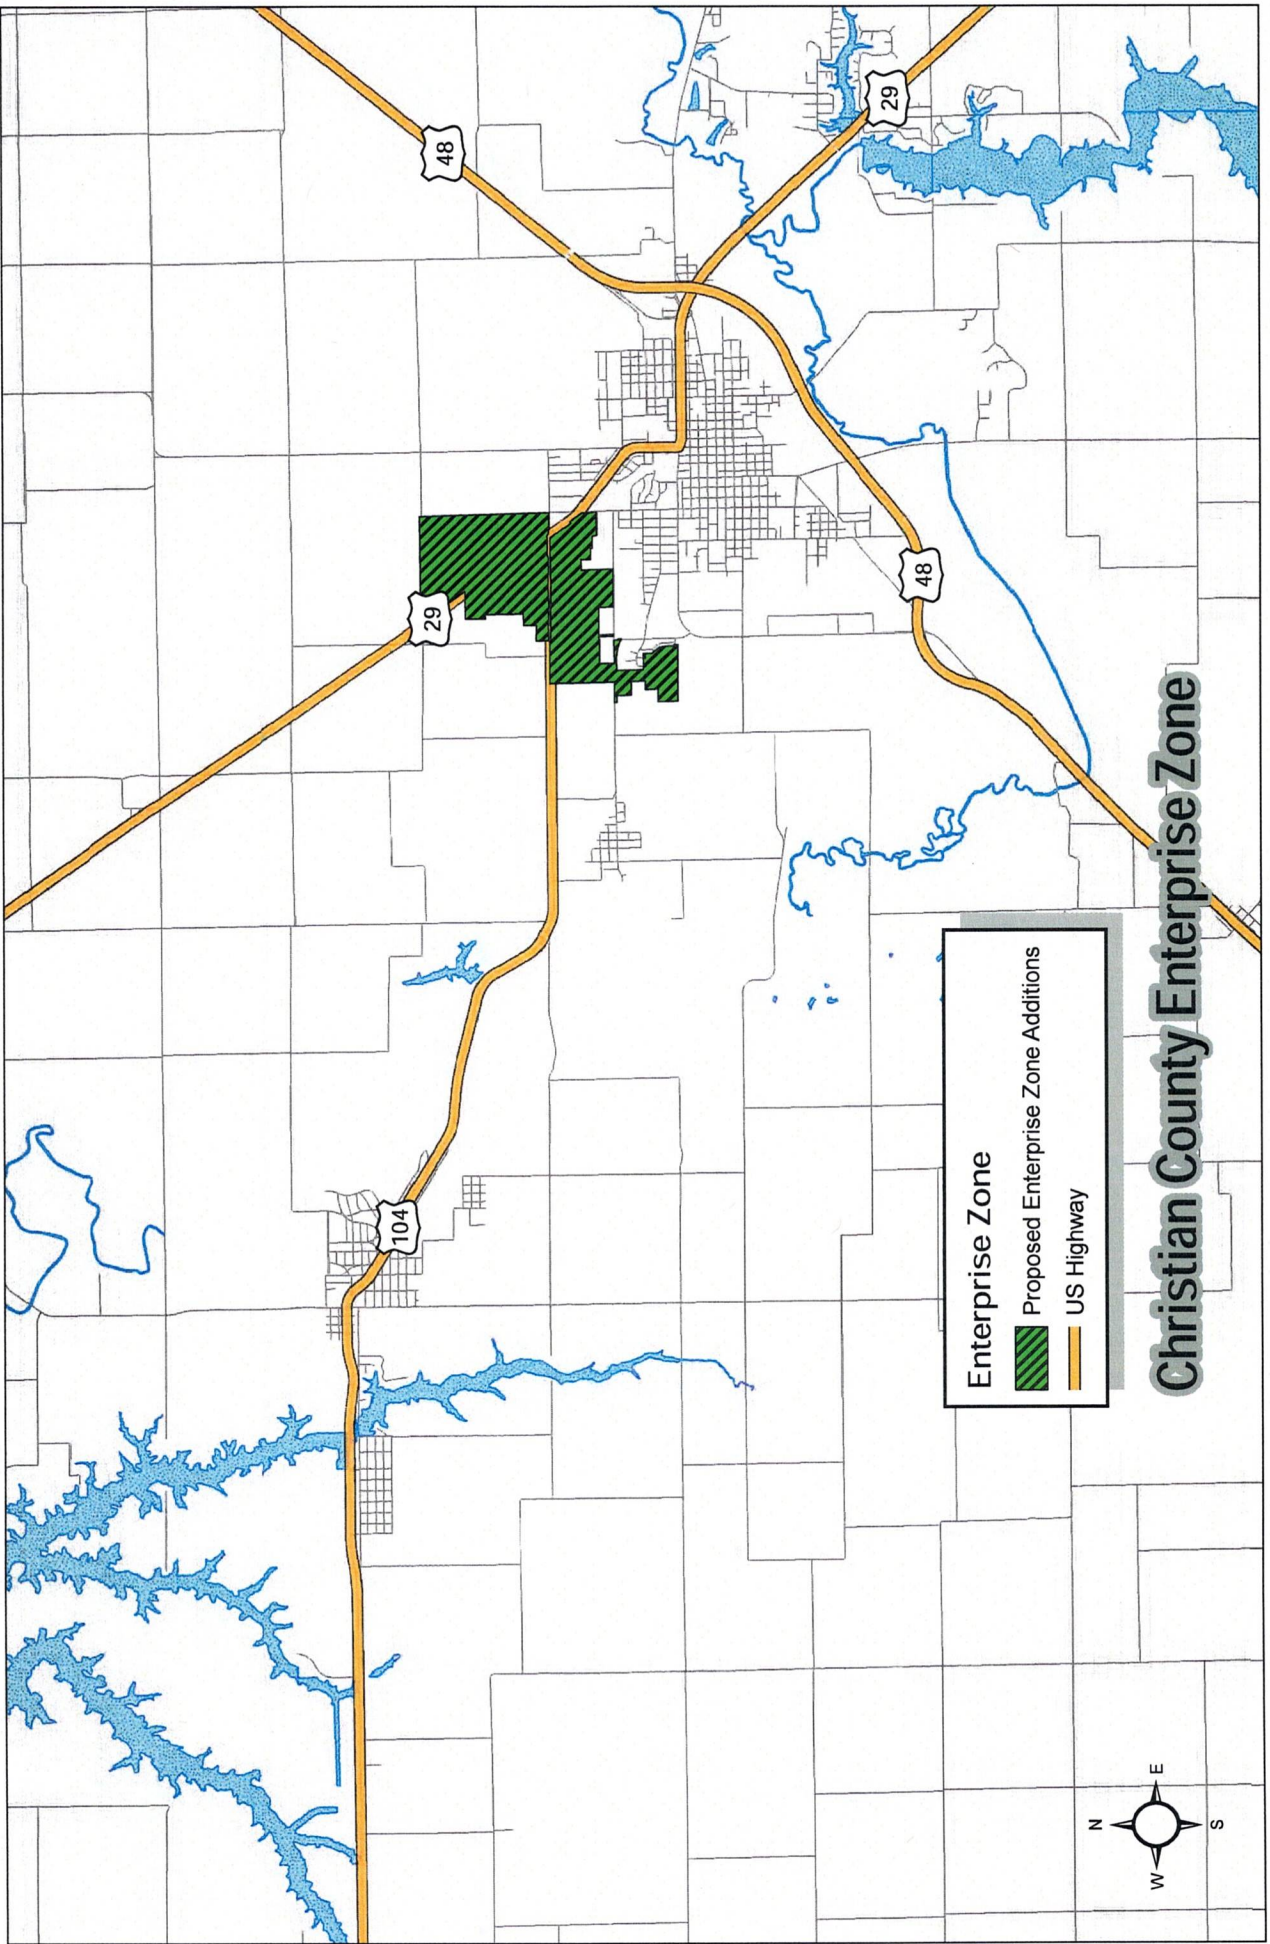 48
29
29
48
104
Enterprise Zone
Proposed Enterprise Zone Additions
US Highway
Christian County Enterprise Zone
N
W
E
S